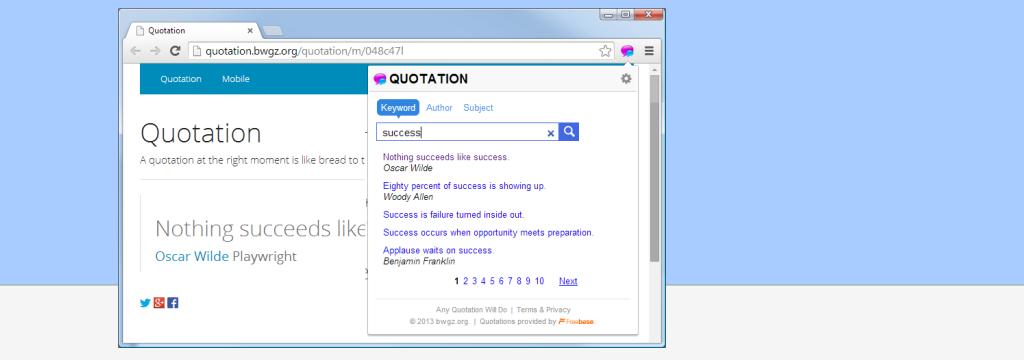 Quotation
quotation.bwgz.org/quotation/m/048c47l
Quotation Mobile
Quotation
A quotation at the right moment is like bread to t
Nothing succeeds like
Oscar Wilde Playwright
QUOTATION
Keyword Author Subject
success
Nothing succeeds like success.
Oscar Wilde
Eighty percent of success is showing up.
Woody Allen
Success is failure turned inside out.
Success occurs when opportunity meets preparation.
Applause waits on success.
Benjamin Franklin
1 2 3 4 5 6 7 8 9 10 Next
Any Quotation Will Do | Terms & Privacy
© 2013 bwgz.org. | Quotations provided by Freebase.